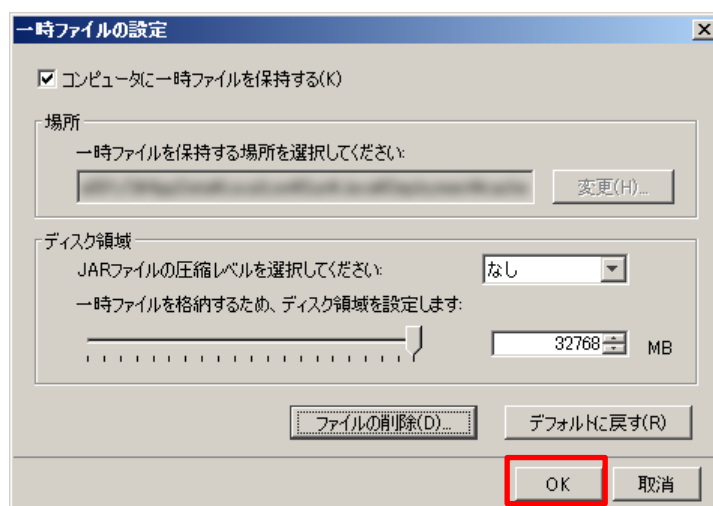 一時ファイルの設定
コンピュータに一時ファイルを保持する(K)
場所
一時ファイルを保持する場所を選択してください:
変更(H)...
ディスク領域
JARファイルの圧縮レベルを選択してください: なし
一時ファイルを格納するため、ディスク領域を設定します:
32768 MB
ファイルの削除(D)... デフォルトに戻す(R)
OK 取消